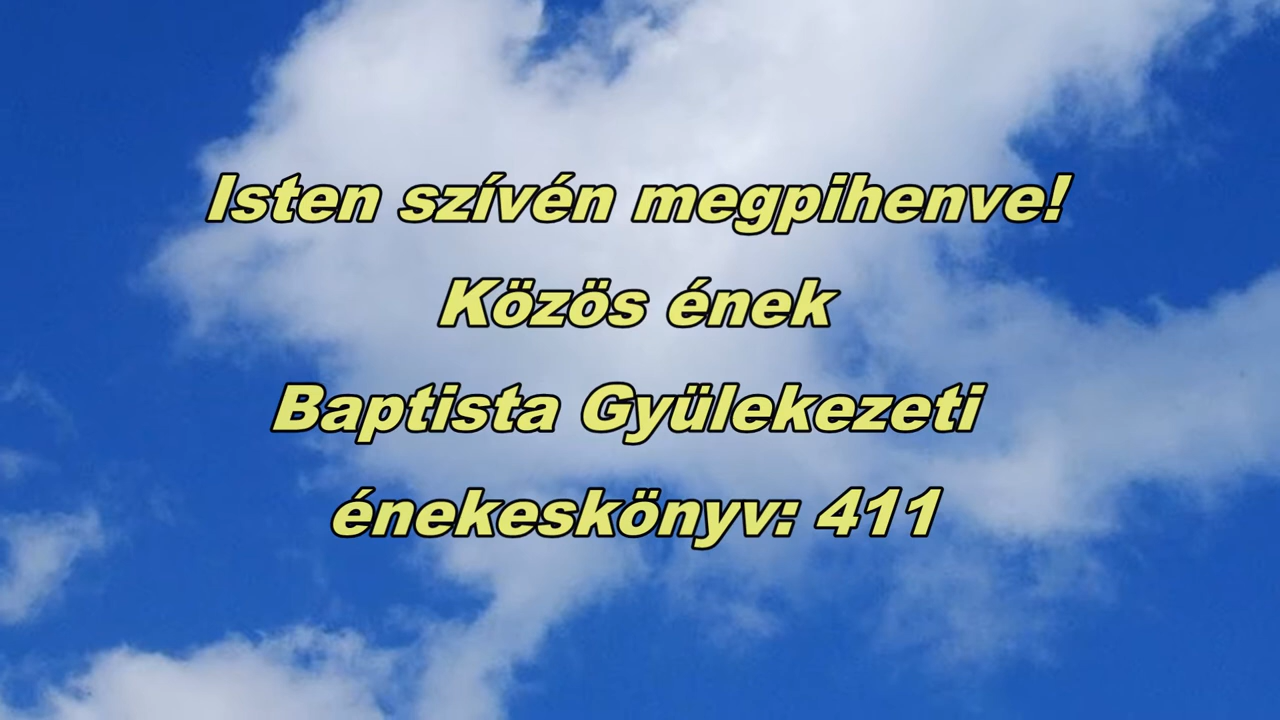 Isten szívén megpihenve!
Közös ének
Baptista Gyülekezeti
énekeskönyv: 411